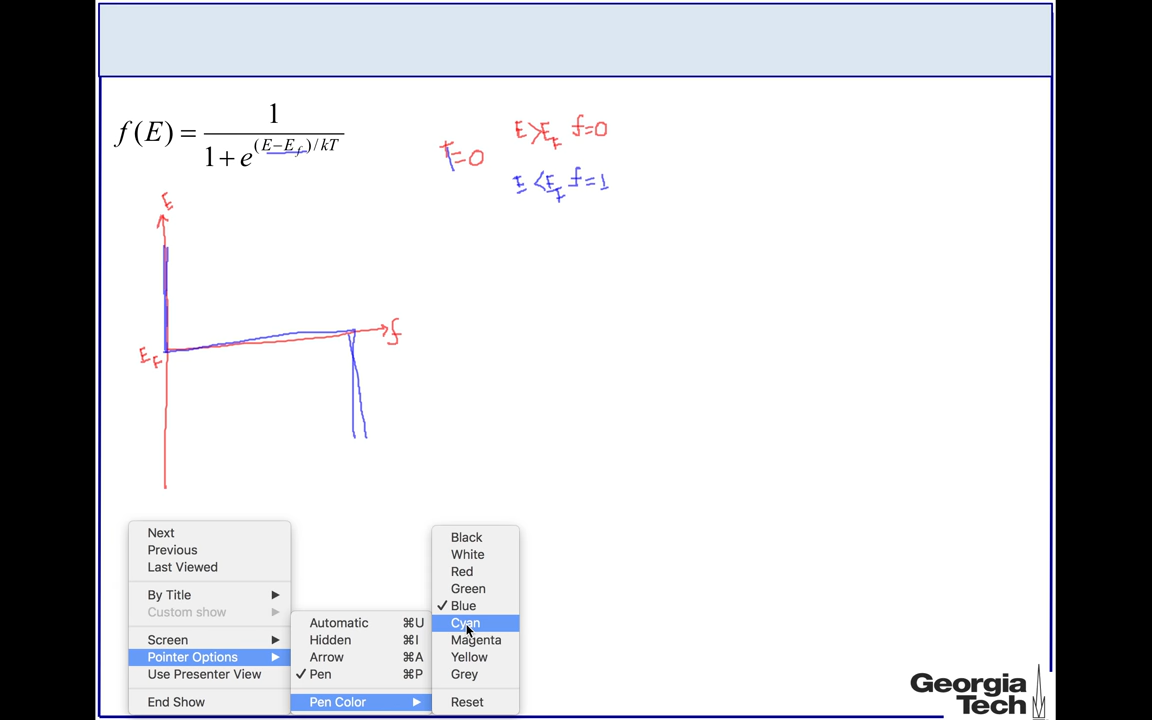 f(E) = 1 / (1 + e^{(E−E_f)/kT})
T=0
E>E_F f=0
E<E_F f=1
E
f
E_F
Next
Previous
Last Viewed
By Title
Custom show
Screen
Pointer Options
Use Presenter View
End Show
Automatic ⌘U
Hidden ⌘I
Arrow ⌘A
✓ Pen ⌘P
Pen Color
Black
White
Red
Green
✓ Blue
Cyan
Magenta
Yellow
Grey
Reset
Georgia
Tech